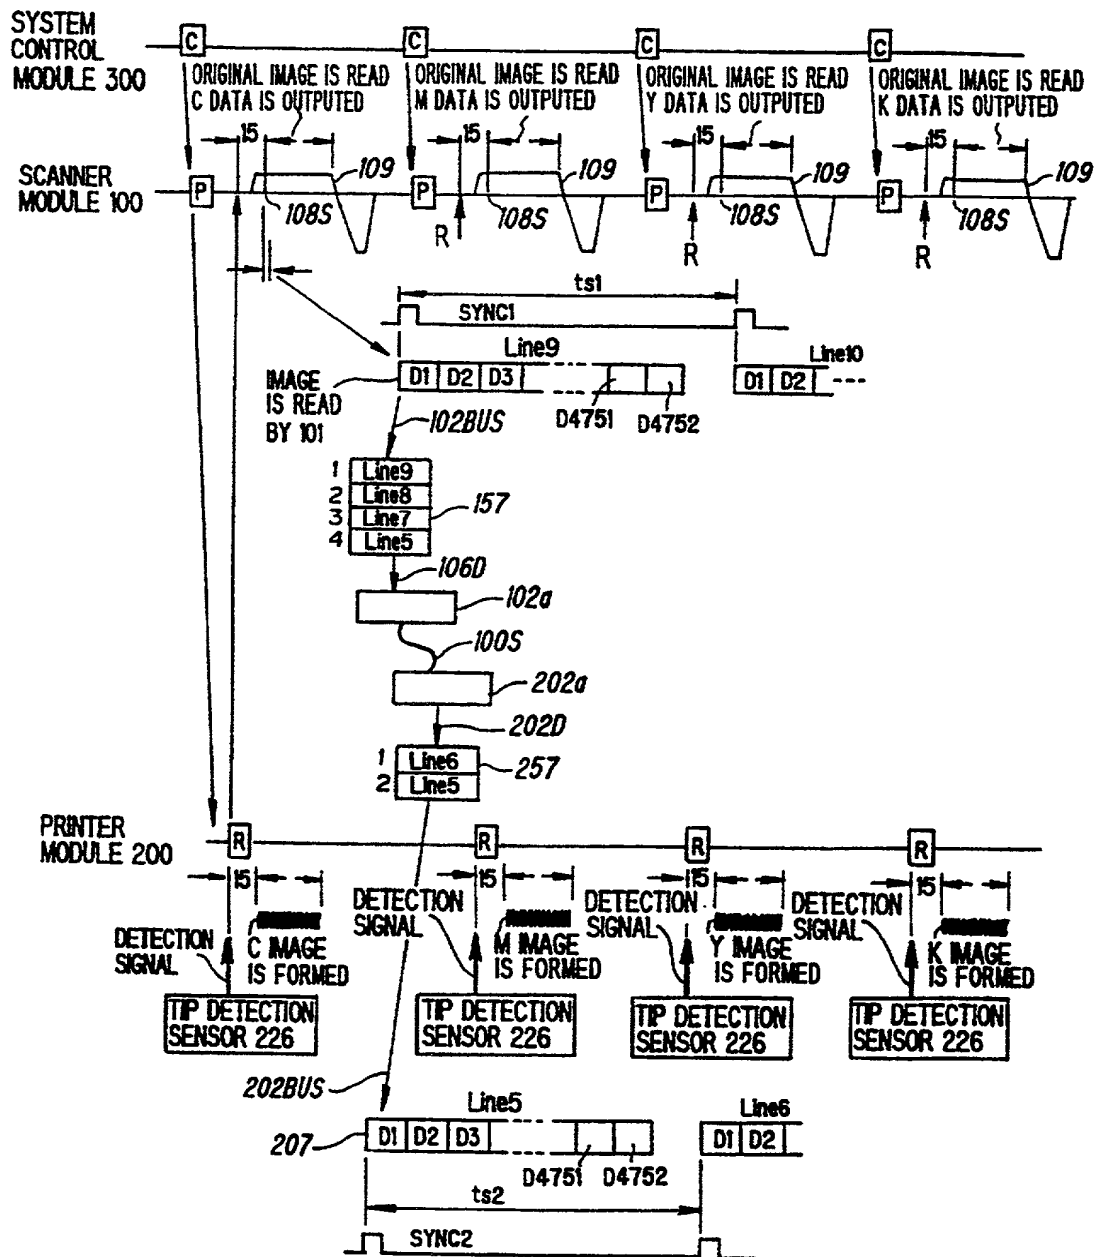 SYSTEM
CONTROL
MODULE 300
C
C
C
C
ORIGINAL IMAGE IS READ
C DATA IS OUTPUTED
ORIGINAL IMAGE IS READ
M DATA IS OUTPUTED
ORIGINAL IMAGE IS READ
Y DATA IS OUTPUTED
ORIGINAL IMAGE IS READ
K DATA IS OUTPUTED
15
15
15
15
SCANNER
MODULE 100
P
109
P
109
P
109
P
109
108S
108S
108S
108S
R
R
R
ts1
SYNC1
Line9
Line10
IMAGE
IS READ
BY 101
D1 D2 D3
D1 D2
D4751
D4752
102BUS
1 Line9
2 Line8
3 Line7
4 Line5
157
106D
102a
100S
202a
202D
1 Line6
2 Line5
257
PRINTER
MODULE 200
R
R
R
R
15
15
15
15
DETECTION
SIGNAL
C IMAGE
IS FORMED
DETECTION
SIGNAL
M IMAGE
IS FORMED
DETECTION
SIGNAL
Y IMAGE
IS FORMED
DETECTION
SIGNAL
K IMAGE
IS FORMED
TIP DETECTION
SENSOR 226
TIP DETECTION
SENSOR 226
TIP DETECTION
SENSOR 226
TIP DETECTION
SENSOR 226
202BUS
Line5
Line6
207
D1 D2 D3
D1 D2
D4751
D4752
ts2
SYNC2